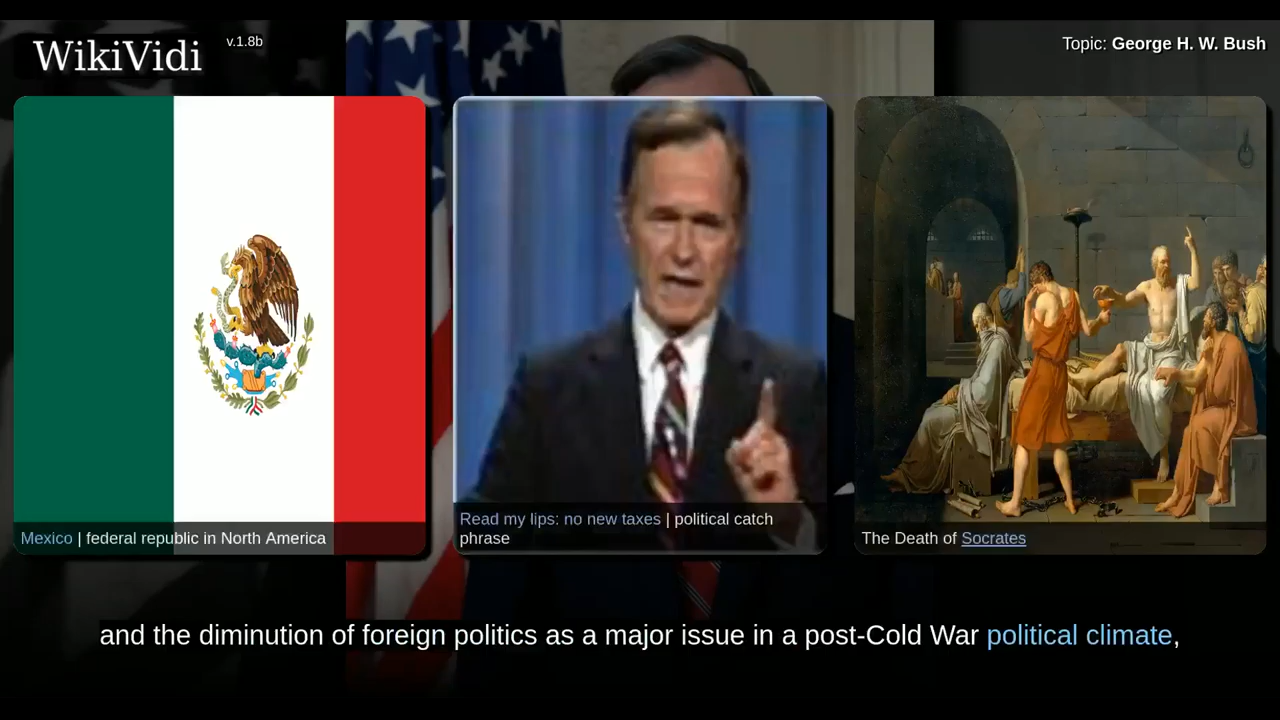 WikiVidi
v.1.8b
Topic: George H. W. Bush
Mexico | federal republic in North America
Read my lips: no new taxes | political catch
phrase
The Death of Socrates
and the diminution of foreign politics as a major issue in a post-Cold War political climate,